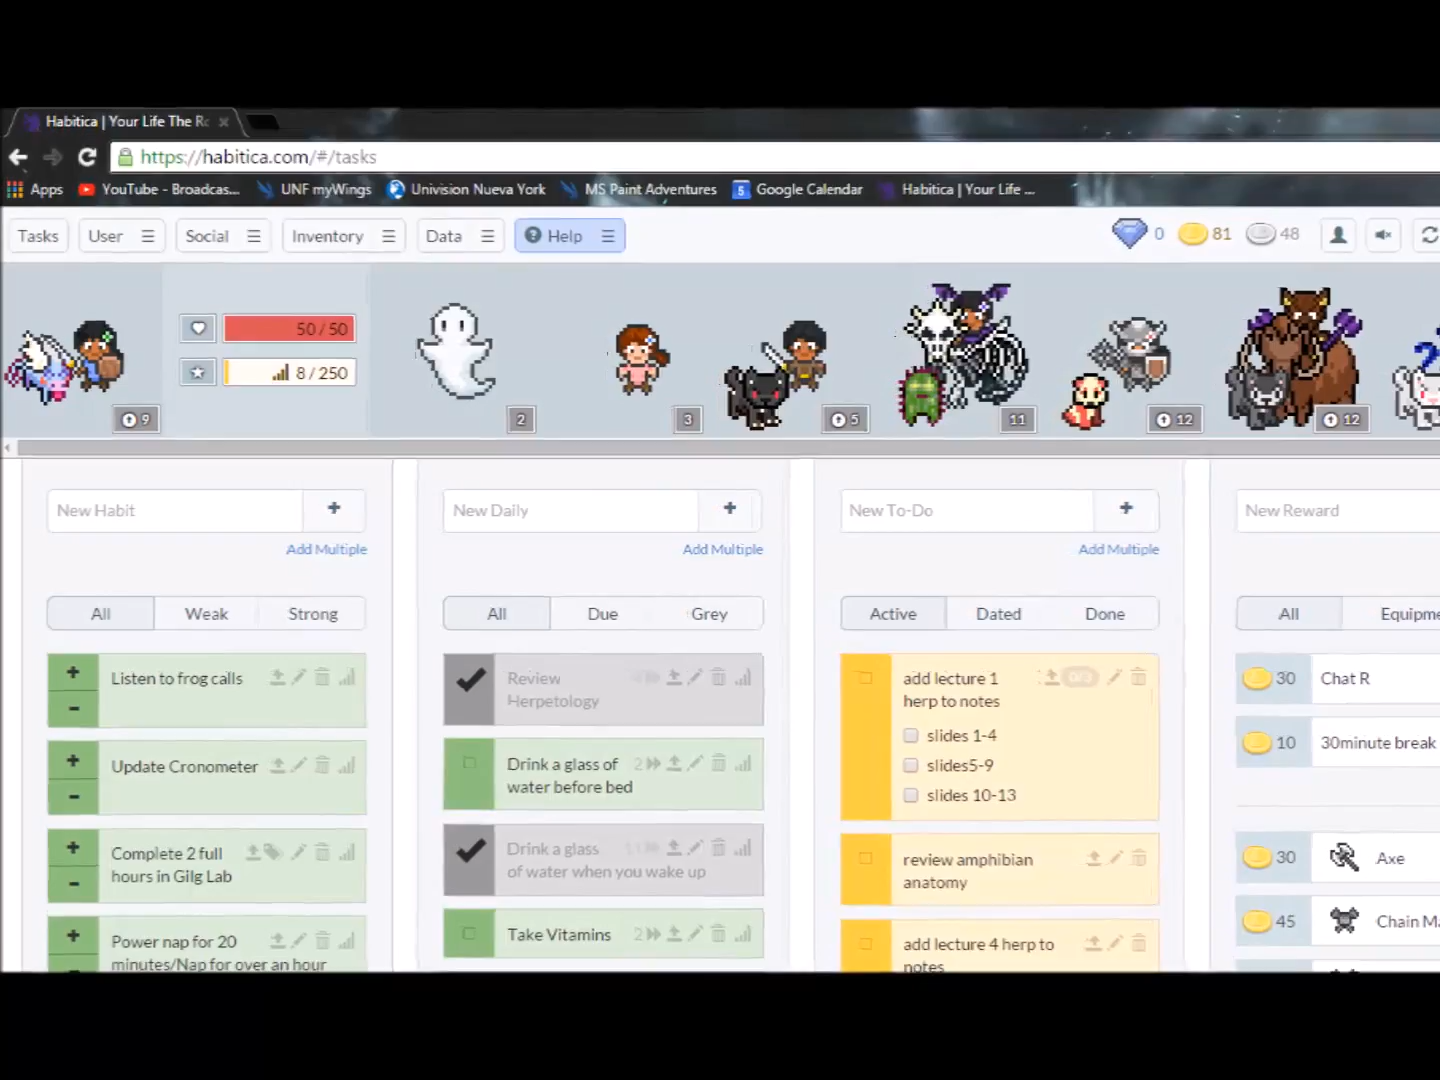 Habitica | Your Life The Ro
https://habitica.com/#/tasks
Apps YouTube - Broadcas... UNF myWings Univision Nueva York MS Paint Adventures 5 Google Calendar Habitica | Your Life ...
Tasks User Social Inventory Data Help 0 81 48
50 / 50
8 / 250
9 2 3 5 11 12 12
New Habit + New Daily + New To-Do + New Reward
Add Multiple Add Multiple Add Multiple
All Weak Strong All Due Grey Active Dated Done All Equipme
+ Listen to frog calls
-
+ Update Cronometer
-
+ Complete 2 full
hours in Gilg Lab
-
+ Power nap for 20
minutes/Nap for over an hour
Review
Herpetology
Drink a glass of 2
water before bed
Drink a glass
of water when you wake up
Take Vitamins 2
add lecture 1 0/3
herp to notes
slides 1-4
slides5-9
slides 10-13
review amphibian
anatomy
add lecture 4 herp to
notes
30 Chat R
10 30minute break
30 Axe
45 Chain Ma